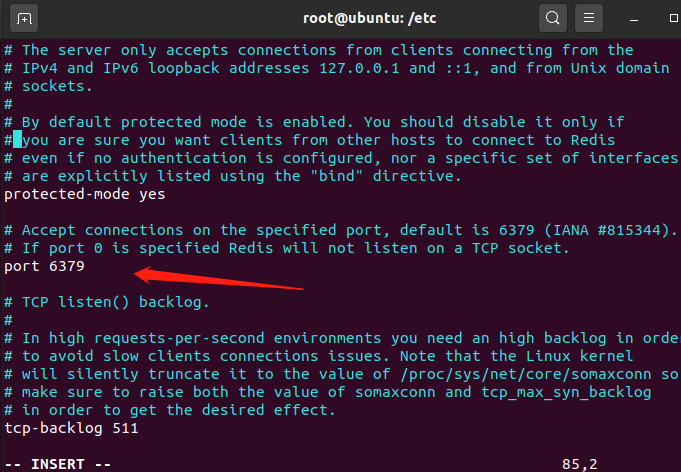 root@ubuntu: /etc
# The server only accepts connections from clients connecting from the
# IPv4 and IPv6 loopback addresses 127.0.0.1 and ::1, and from Unix domain
# sockets.
#
# By default protected mode is enabled. You should disable it only if
# you are sure you want clients from other hosts to connect to Redis
# even if no authentication is configured, nor a specific set of interfaces
# are explicitly listed using the "bind" directive.
protected-mode yes
# Accept connections on the specified port, default is 6379 (IANA #815344).
# If port 0 is specified Redis will not listen on a TCP socket.
port 6379
# TCP listen() backlog.
#
# In high requests-per-second environments you need an high backlog in orde
# to avoid slow clients connections issues. Note that the Linux kernel
# will silently truncate it to the value of /proc/sys/net/core/somaxconn so
# make sure to raise both the value of somaxconn and tcp_max_syn_backlog
# in order to get the desired effect.
tcp-backlog 511
-- INSERT -- 85,2